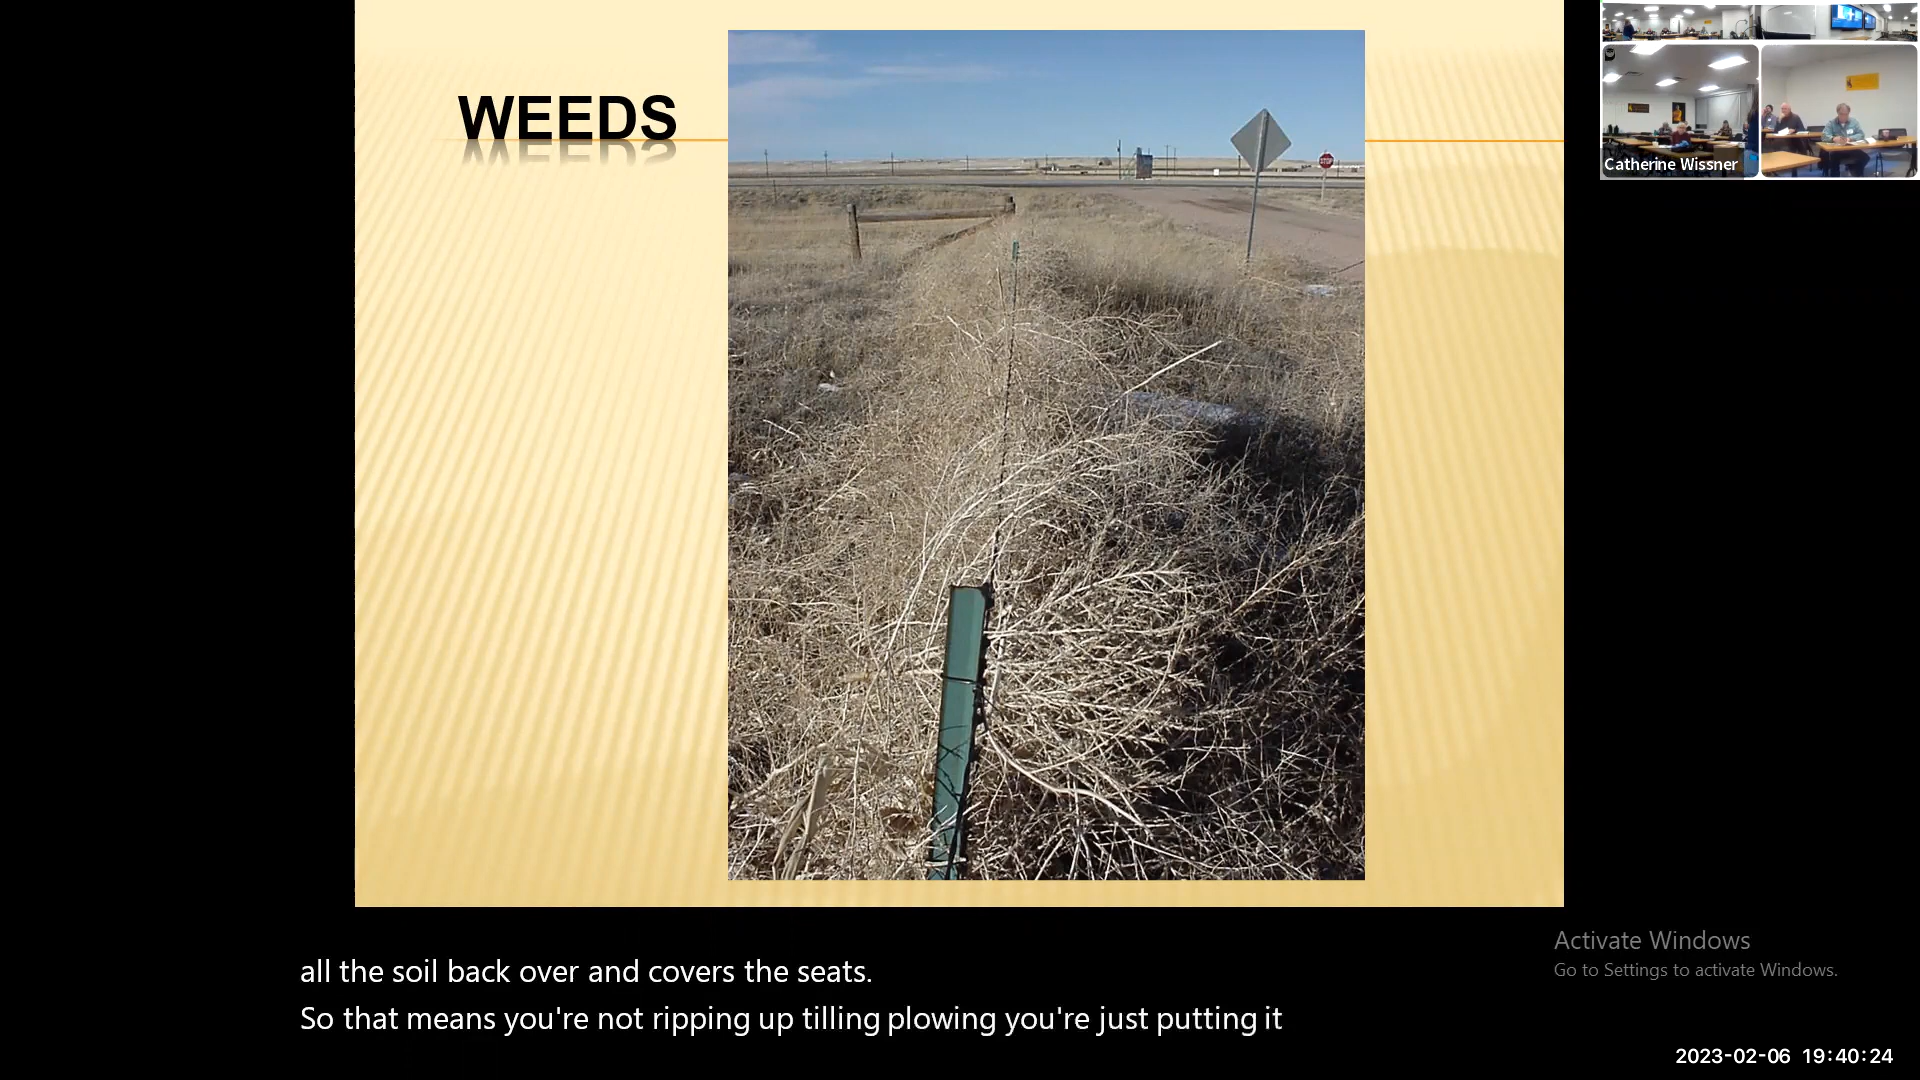 WEEDS
STOP
Catherine Wissner
all the soil back over and covers the seats.
So that means you're not ripping up tilling plowing you're just putting it
Activate Windows
Go to Settings to activate Windows.
2023-02-06 19:40:24